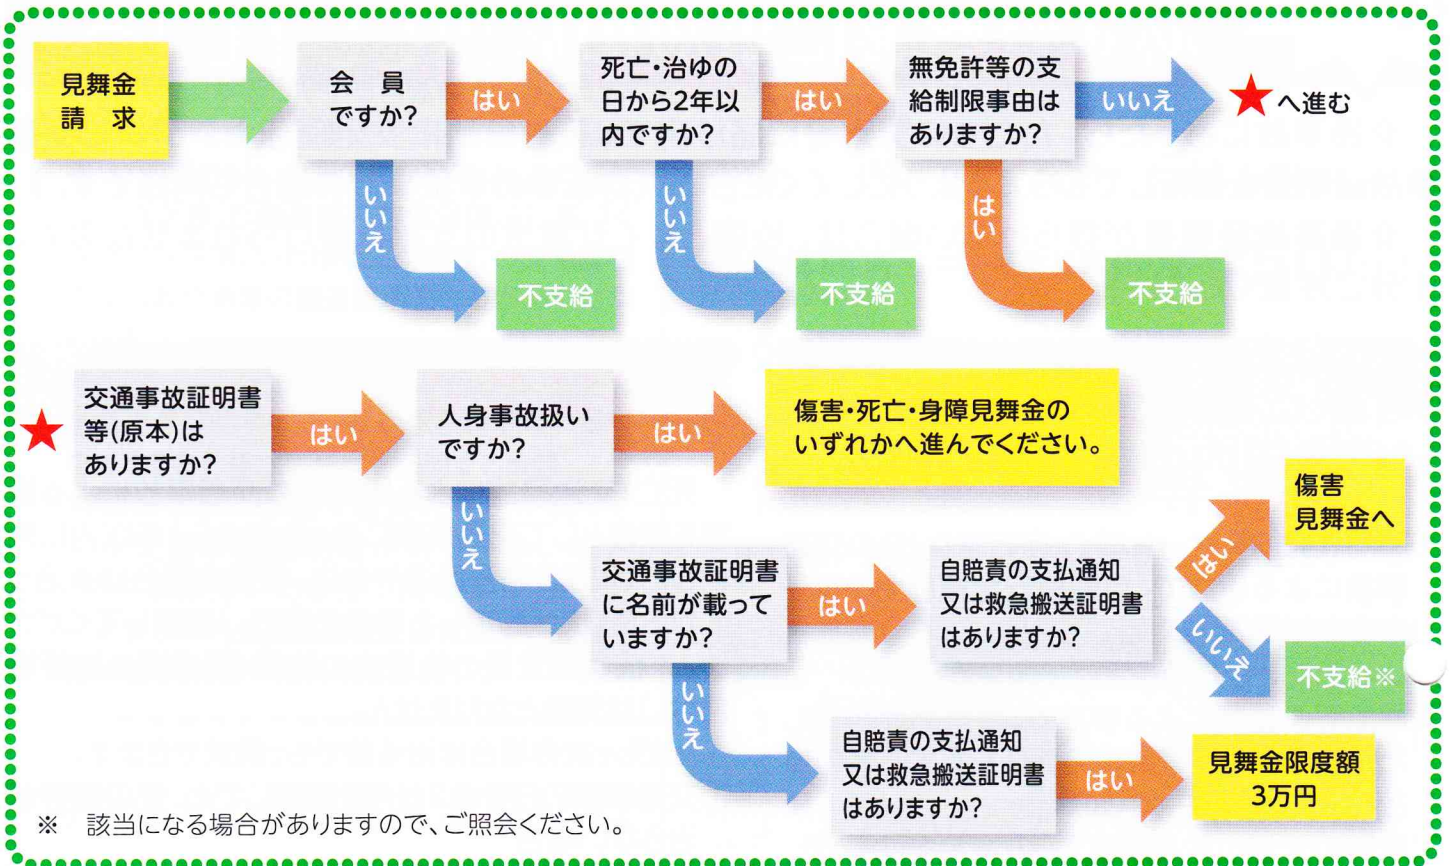 見舞金
請　求
会　員
ですか?
はい
死亡・治ゆの
日から2年以
内ですか?
はい
無免許等の支
給制限事由は
ありますか?
いいえ
★へ進む
いいえ
不支給
いいえ
不支給
はい
不支給
★
交通事故証明書
等(原本)は
ありますか?
はい
人身事故扱い
ですか?
はい
傷害・死亡・身障見舞金の
いずれかへ進んでください。
いいえ
交通事故証明書
に名前が載って
いますか?
はい
自賠責の支払通知
又は救急搬送証明書
はありますか?
はい
傷害
見舞金へ
いいえ
不支給※
いいえ
自賠責の支払通知
又は救急搬送証明書
はありますか?
はい
見舞金限度額
3万円
※　該当になる場合がありますので、ご照会ください。